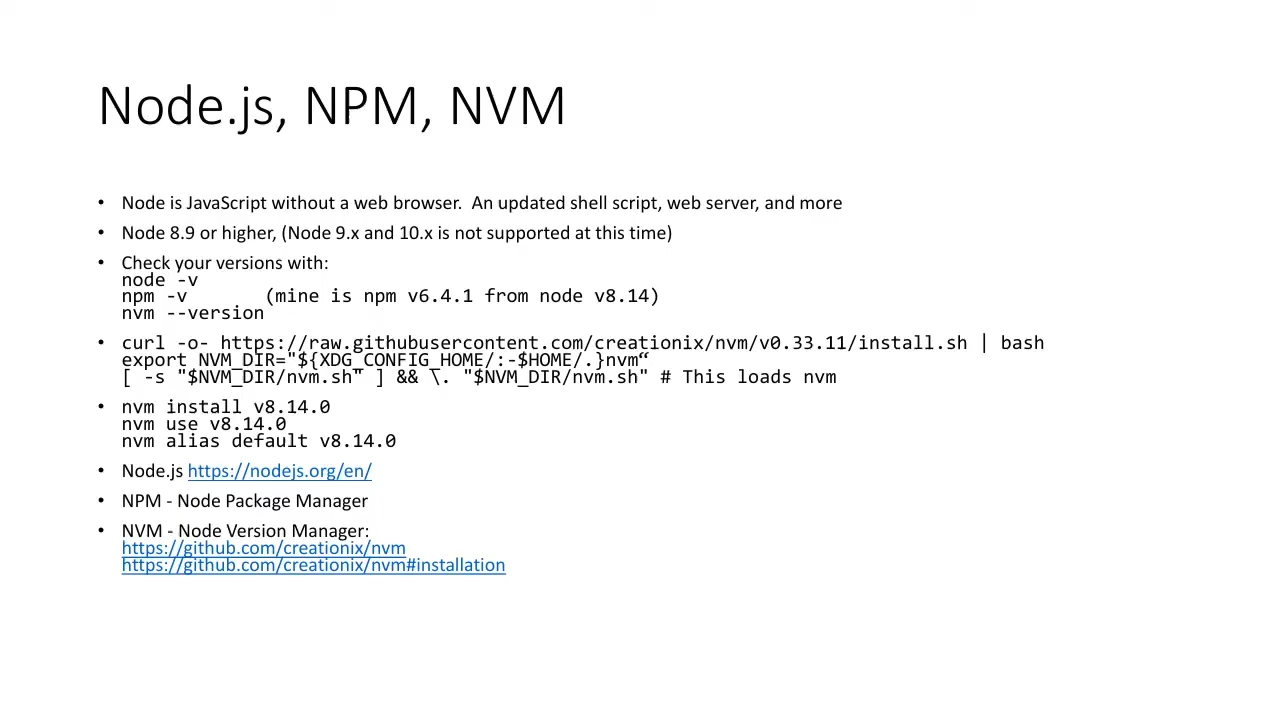 Node.js, NPM, NVM
• Node is JavaScript without a web browser.  An updated shell script, web server, and more
• Node 8.9 or higher, (Node 9.x and 10.x is not supported at this time)
• Check your versions with:
node -v
npm -v       (mine is npm v6.4.1 from node v8.14)
nvm --version
• curl -o- https://raw.githubusercontent.com/creationix/nvm/v0.33.11/install.sh | bash
export NVM_DIR="${XDG_CONFIG_HOME/:-$HOME/.}nvm“
[ -s "$NVM_DIR/nvm.sh" ] && \. "$NVM_DIR/nvm.sh" # This loads nvm
• nvm install v8.14.0
nvm use v8.14.0
nvm alias default v8.14.0
• Node.js https://nodejs.org/en/
• NPM - Node Package Manager
• NVM - Node Version Manager:
https://github.com/creationix/nvm
https://github.com/creationix/nvm#installation